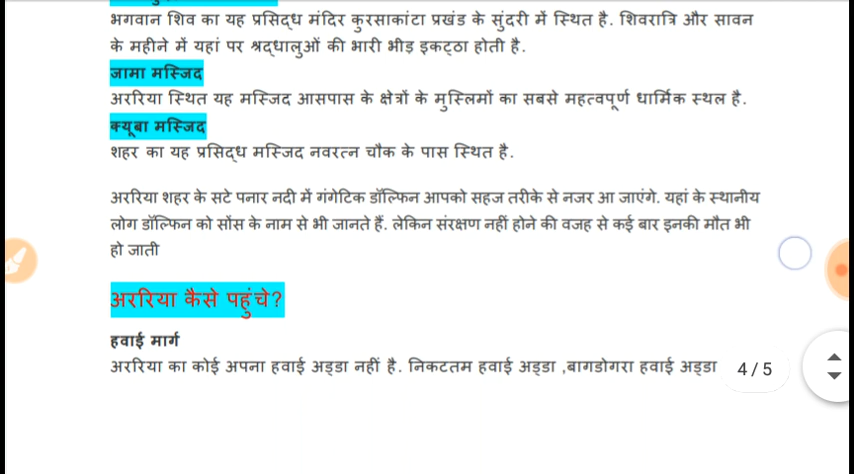 भगवान शिव का यह प्रसिद्ध मंदिर कुरसाकांटा प्रखंड के सुंदरी में स्थित है. शिवरात्रि और सावन
के महीने में यहां पर श्रद्धालुओं की भारी भीड़ इकट्ठा होती है.
जामा मस्जिद
अररिया स्थित यह मस्जिद आसपास के क्षेत्रों के मुस्लिमों का सबसे महत्वपूर्ण धार्मिक स्थल है.
क्यूबा मस्जिद
शहर का यह प्रसिद्ध मस्जिद नवरत्न चौक के पास स्थित है.
अररिया शहर के सटे पनार नदी में गंगेटिक डॉल्फिन आपको सहज तरीके से नजर आ जाएंगे. यहां के स्थानीय
लोग डॉल्फिन को सोंस के नाम से भी जानते हैं. लेकिन संरक्षण नहीं होने की वजह से कई बार इनकी मौत भी
हो जाती
अररिया कैसे पहुंचे?
हवाई मार्ग
अररिया का कोई अपना हवाई अड्डा नहीं है. निकटतम हवाई अड्डा ,बागडोगरा हवाई अड्डा
4 / 5